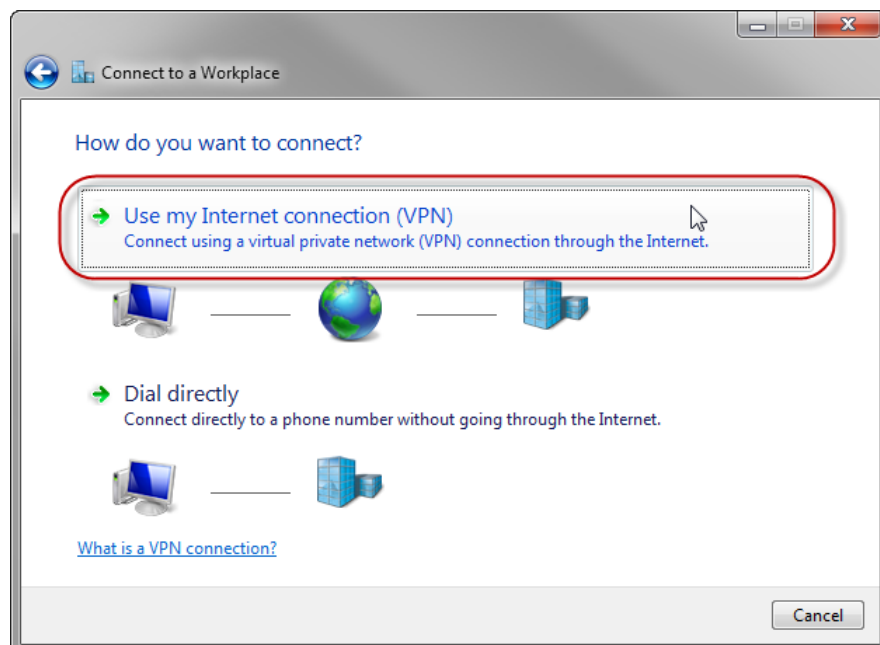 Connect to a Workplace
How do you want to connect?
Use my Internet connection (VPN)
Connect using a virtual private network (VPN) connection through the Internet.
Dial directly
Connect directly to a phone number without going through the Internet.
What is a VPN connection?
Cancel